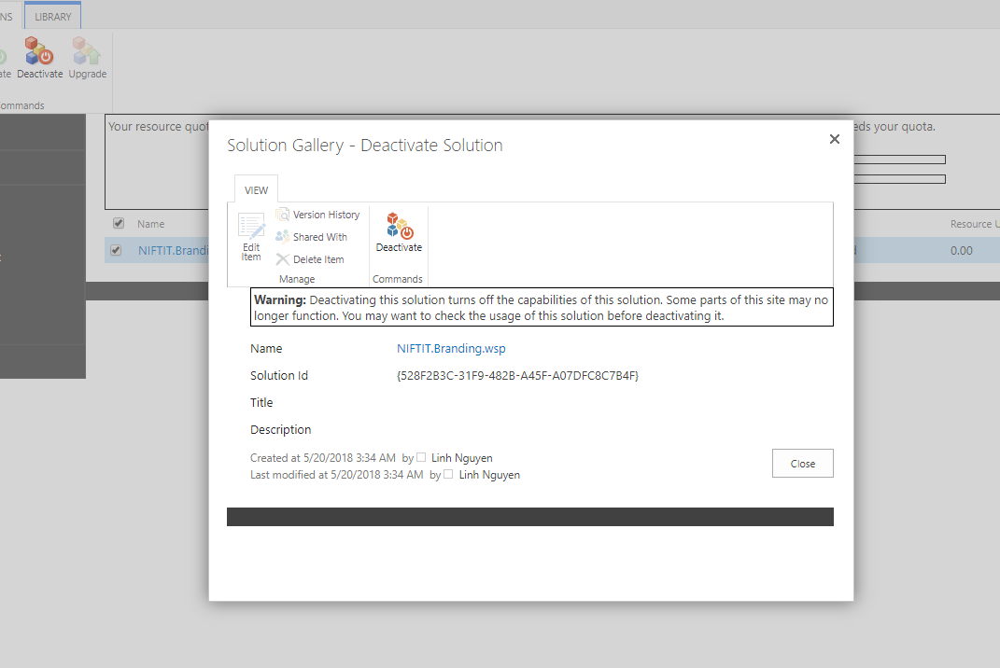 NS LIBRARY
ate Deactivate Upgrade
ommands
Your resource quot eds your quota.
Name Resource U
NIFTIT.Brandi d 0.00
Solution Gallery - Deactivate Solution
VIEW
Edit
Item
Version History
Shared With
Delete Item
Manage
Deactivate
Commands
Warning: Deactivating this solution turns off the capabilities of this solution. Some parts of this site may no
longer function. You may want to check the usage of this solution before deactivating it.
Name NIFTIT.Branding.wsp
Solution Id {528F2B3C-31F9-482B-A45F-A07DFC8C7B4F}
Title
Description
Created at 5/20/2018 3:34 AM by Linh Nguyen
Last modified at 5/20/2018 3:34 AM by Linh Nguyen
Close